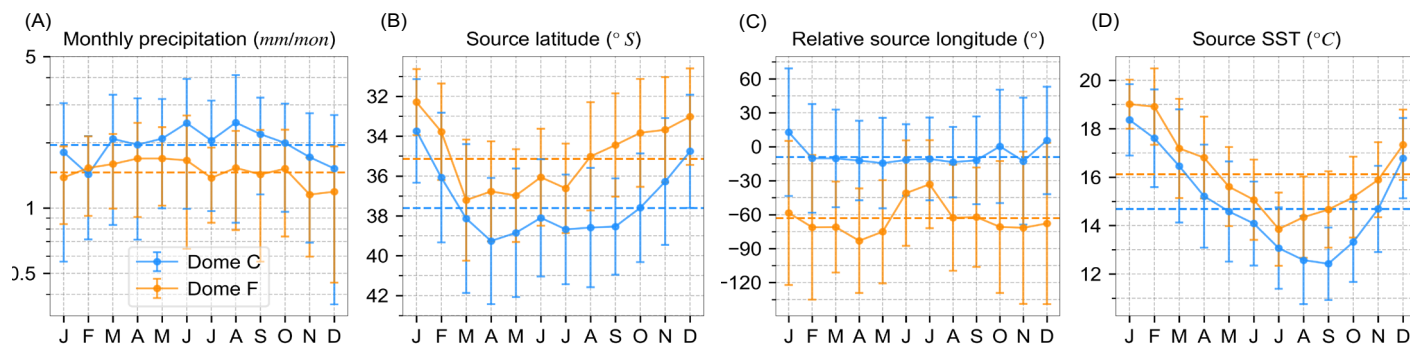 (A)
Monthly precipitation (mm/mon)
5
1
0.5
J F M A M J J A S O N D
Dome C
Dome F
(B)
Source latitude (° S)
32
34
36
38
40
42
J F M A M J J A S O N D
(C)
Relative source longitude (°)
60
30
0
−30
−60
−90
−120
J F M A M J J A S O N D
(D)
Source SST (°C)
20
18
16
14
12
J F M A M J J A S O N D